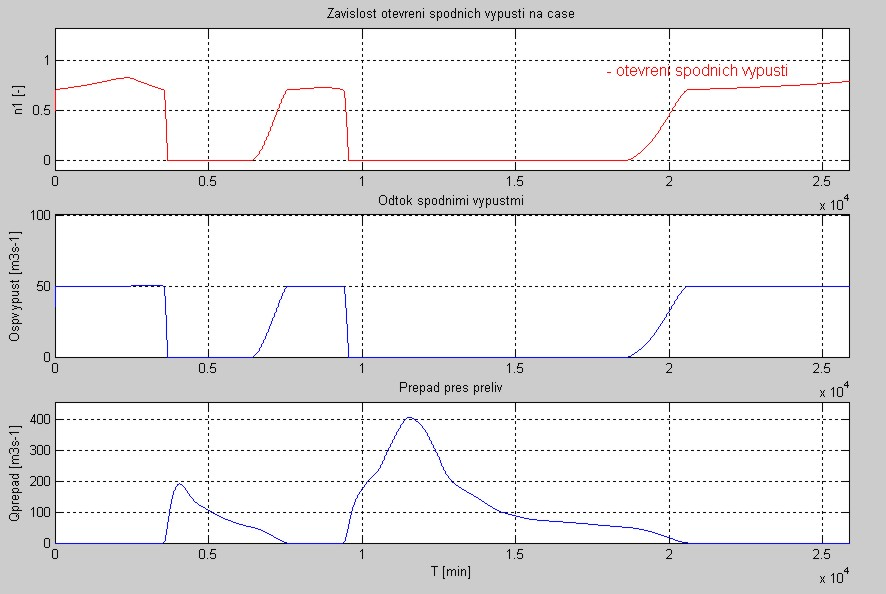 Zavislost otevreni spodnich vypusti na case
- otevreni spodnich vypusti
n1 [-]
1
0.5
0
0 0.5 1 1.5 2 2.5
x 10^4
Odtok spodnimi vypustmi
Ospvypust [m3s-1]
100
50
0
0 0.5 1 1.5 2 2.5
x 10^4
Prepad pres preliv
Qprepad [m3s-1]
400
300
200
100
0
0 0.5 1 1.5 2 2.5
x 10^4
T [min]